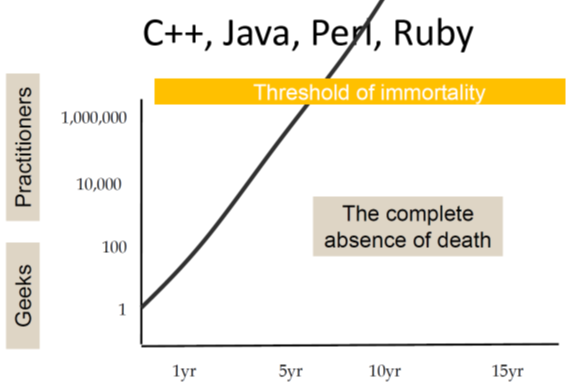 C++, Java, Perl, Ruby
Threshold of immortality
Practitioners
Geeks
1,000,000
10,000
100
1
The complete
absence of death
1yr
5yr
10yr
15yr